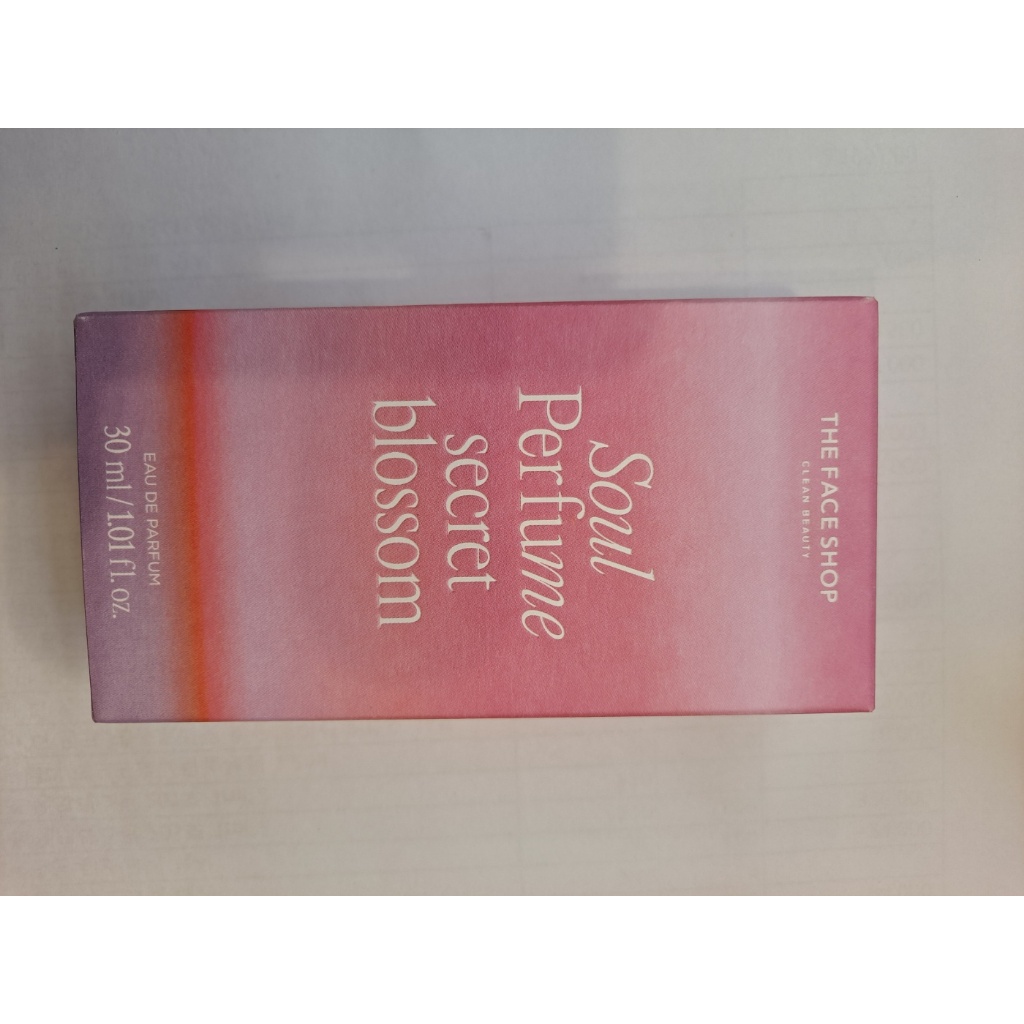 THE FACE SHOP
CLEAN BEAUTY
Soul
Perfume
secret
blossom
EAU DE PARFUM
30 ml / 1.01 fl. oz.